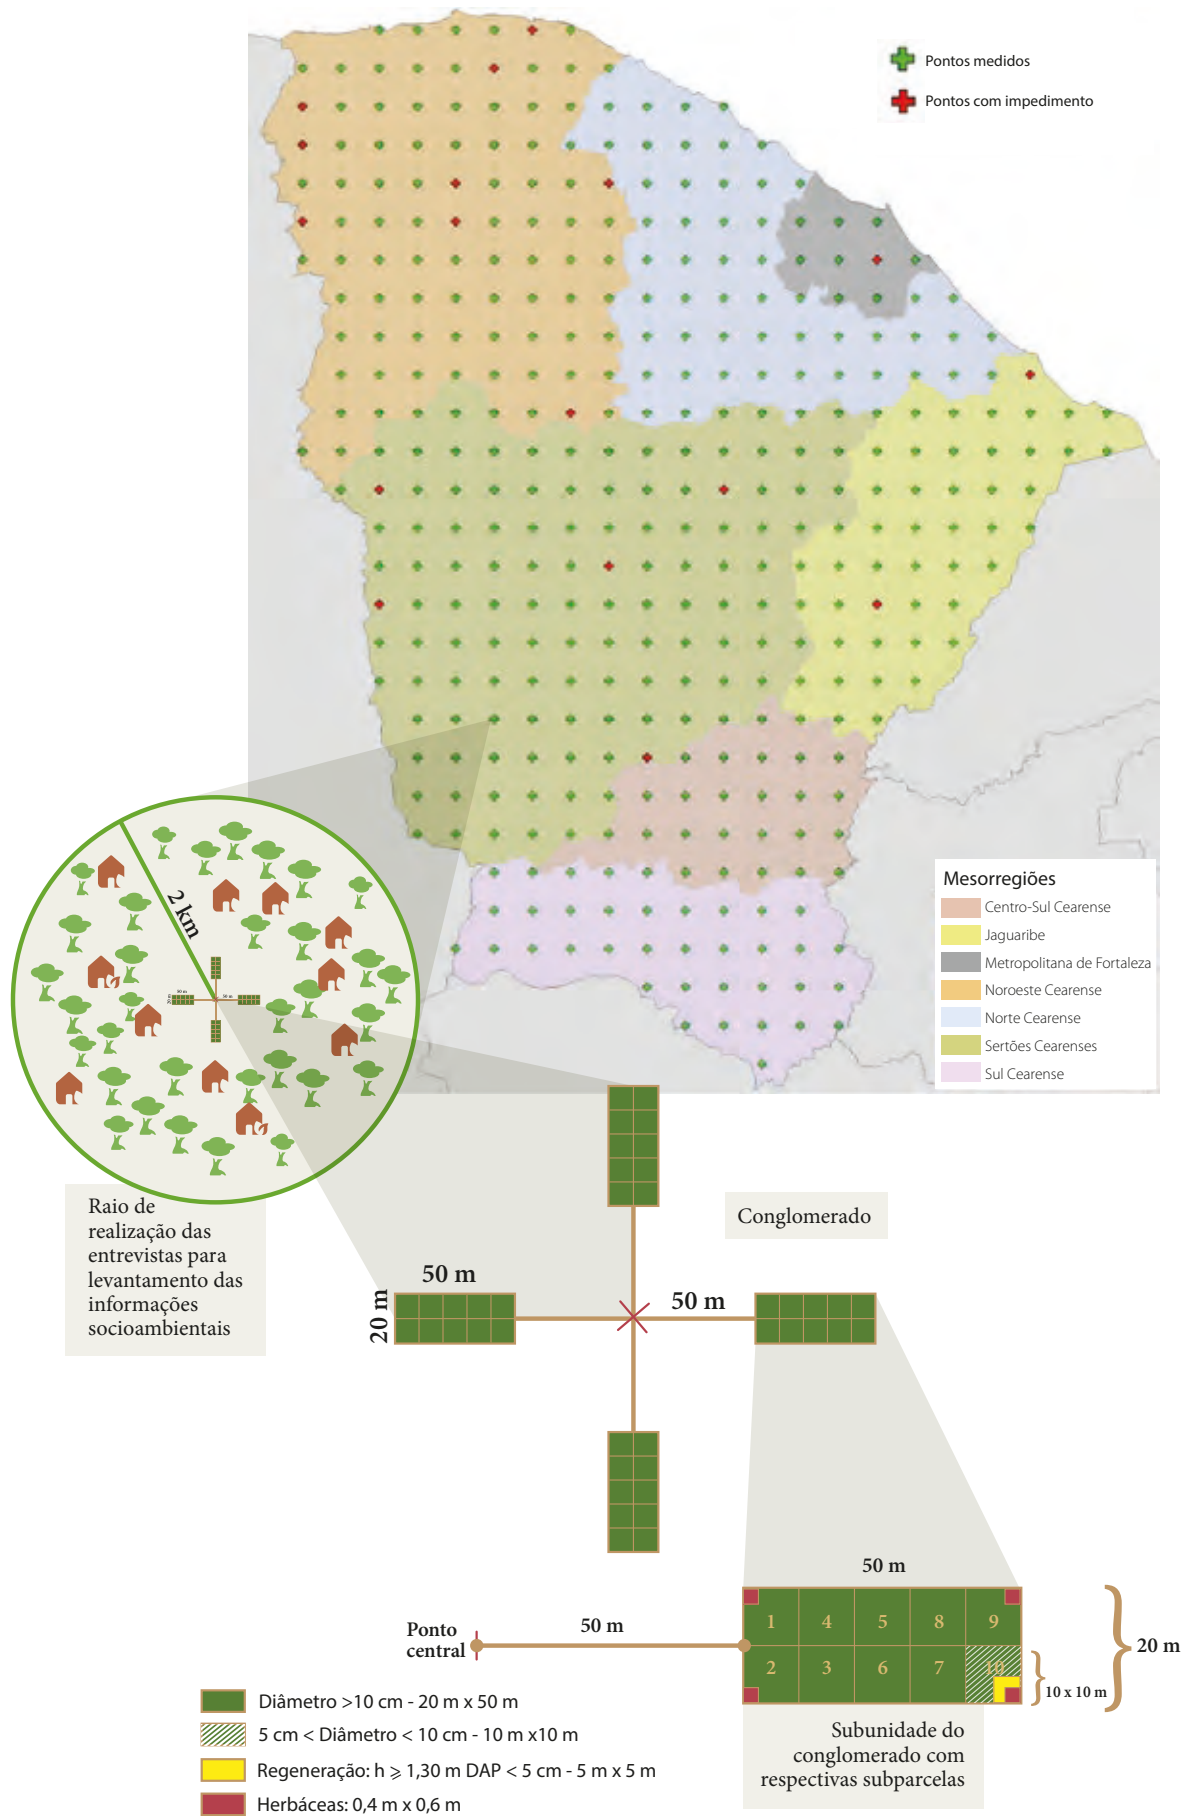 Pontos medidos
Pontos com impedimento
Mesorregiões
Centro-Sul Cearense
Jaguaribe
Metropolitana de Fortaleza
Noroeste Cearense
Norte Cearense
Sertões Cearenses
Sul Cearense
2 km
50 m
50 m
20 m
Raio de
realização das
entrevistas para
levantamento das
informações
socioambientais
Conglomerado
50 m
20 m
50 m
50 m
Ponto
central
50 m
1 4 5 8 9
2 3 6 7 10
20 m
10 x 10 m
Subunidade do
conglomerado com
respectivas subparcelas
Diâmetro >10 cm - 20 m x 50 m
5 cm < Diâmetro < 10 cm - 10 m x10 m
Regeneração: h ⩾ 1,30 m DAP < 5 cm - 5 m x 5 m
Herbáceas: 0,4 m x 0,6 m